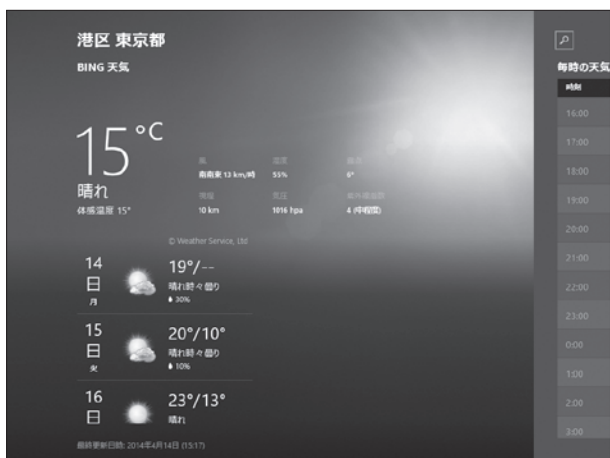 港区 東京都
BING 天気
15°C
晴れ
体感温度 15°
風
南南東 13 km/時
湿度
55%
露点
6°
視程
10 km
気圧
1016 hpa
紫外線指数
4 (中程度)
© Weather Service, Ltd
14
日
月
19°/--
晴れ時々曇り
30%
15
日
火
20°/10°
晴れ時々曇り
10%
16
日
23°/13°
晴れ
最終更新日時: 2014年4月14日 (15:17)
毎時の天気
時刻
16:00
17:00
18:00
19:00
20:00
21:00
22:00
23:00
0:00
1:00
2:00
3:00